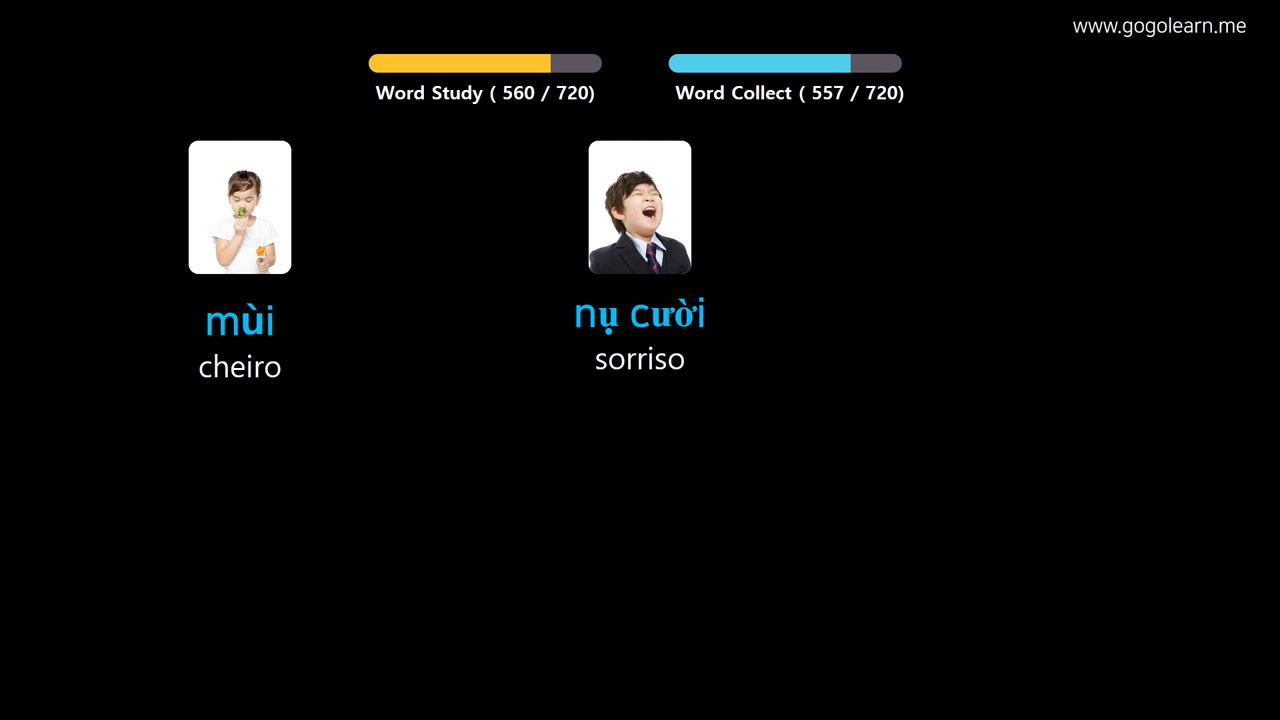 www.gogolearn.me
Word Study ( 560 / 720)
Word Collect ( 557 / 720)
mùi
cheiro
nụ cười
sorriso